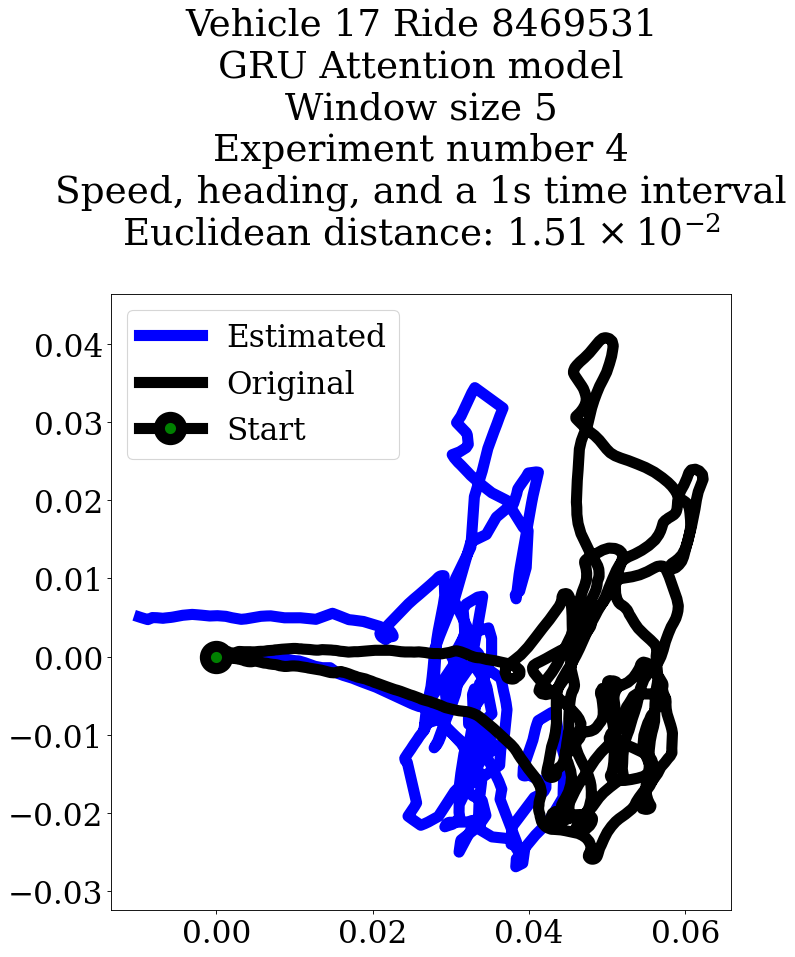 Vehicle 17 Ride 8469531
GRU Attention model
Window size 5
Experiment number 4
Speed, heading, and a 1s time interval
Euclidean distance: 1.51 × 10⁻²
Estimated
Original
Start
0.04
0.03
0.02
0.01
0.00
−0.01
−0.02
−0.03
0.00 0.02 0.04 0.06